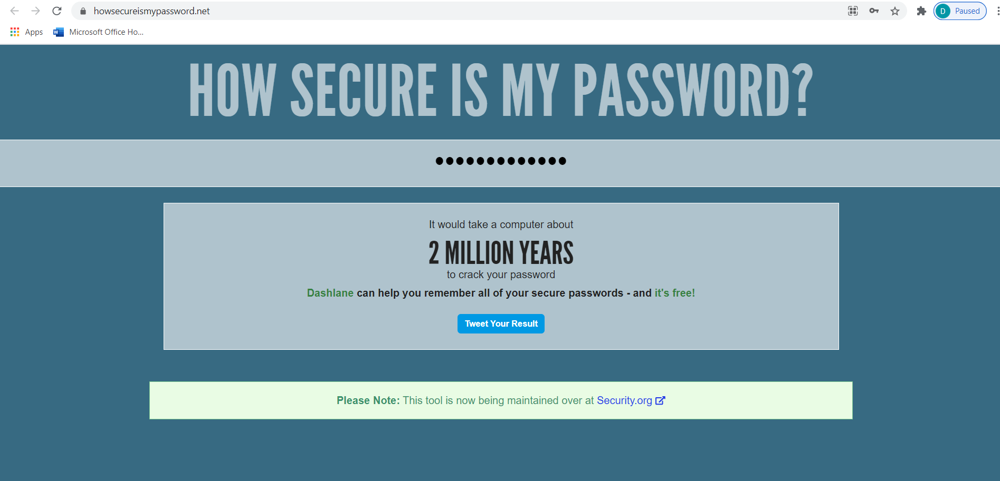 howsecureismypassword.net
D Paused
Apps Microsoft Office Ho...
HOW SECURE IS MY PASSWORD?
●●●●●●●●●●●●●
It would take a computer about
2 MILLION YEARS
to crack your password
Dashlane can help you remember all of your secure passwords - and it's free!
Tweet Your Result
Please Note: This tool is now being maintained over at Security.org